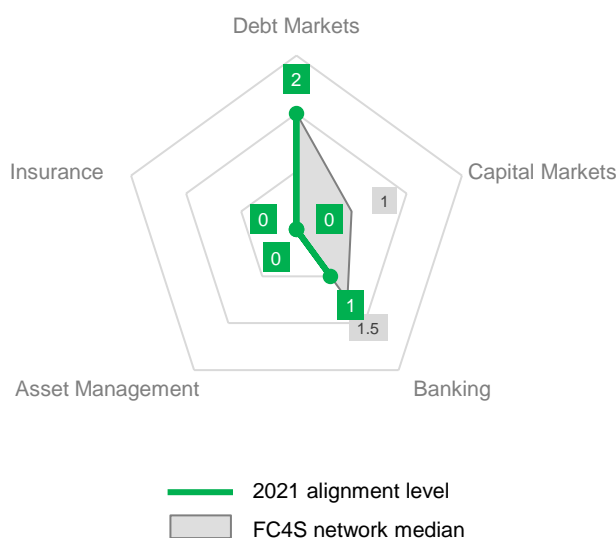 Debt Markets
2
Insurance
Capital Markets
1
0
0
0
1
1.5
Asset Management
Banking
2021 alignment level
FC4S network median